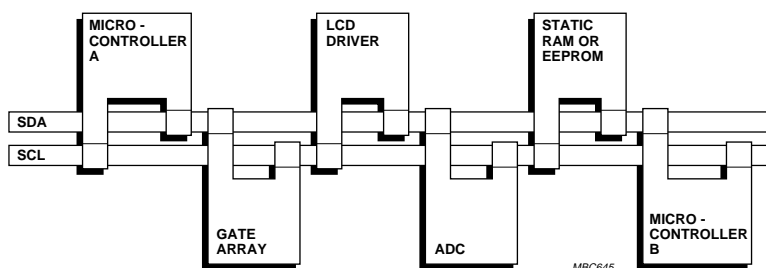 MICRO -
CONTROLLER
A
LCD
DRIVER
STATIC
RAM OR
EEPROM
SDA
SCL
GATE
ARRAY
ADC
MICRO -
CONTROLLER
B
MBC645